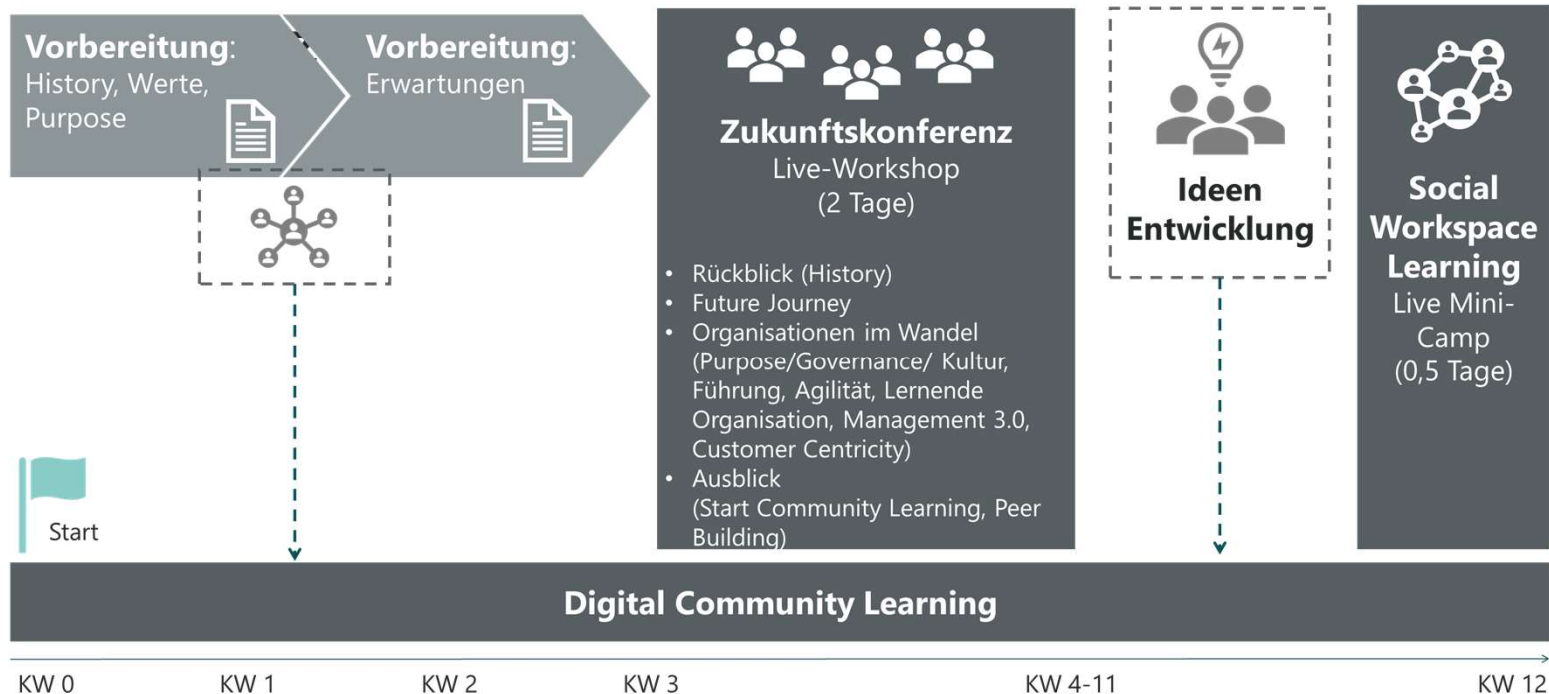 Vorbereitung:
History, Werte,
Purpose
Vorbereitung:
Erwartungen
Zukunftskonferenz
Live-Workshop
(2 Tage)
• Rückblick (History)
• Future Journey
• Organisationen im Wandel
(Purpose/Governance/ Kultur,
Führung, Agilität, Lernende
Organisation, Management 3.0,
Customer Centricity)
• Ausblick
(Start Community Learning, Peer
Building)
Ideen
Entwicklung
Social
Workspace
Learning
Live Mini-
Camp
(0,5 Tage)
Start
Digital Community Learning
KW 0 KW 1 KW 2 KW 3 KW 4-11 KW 12